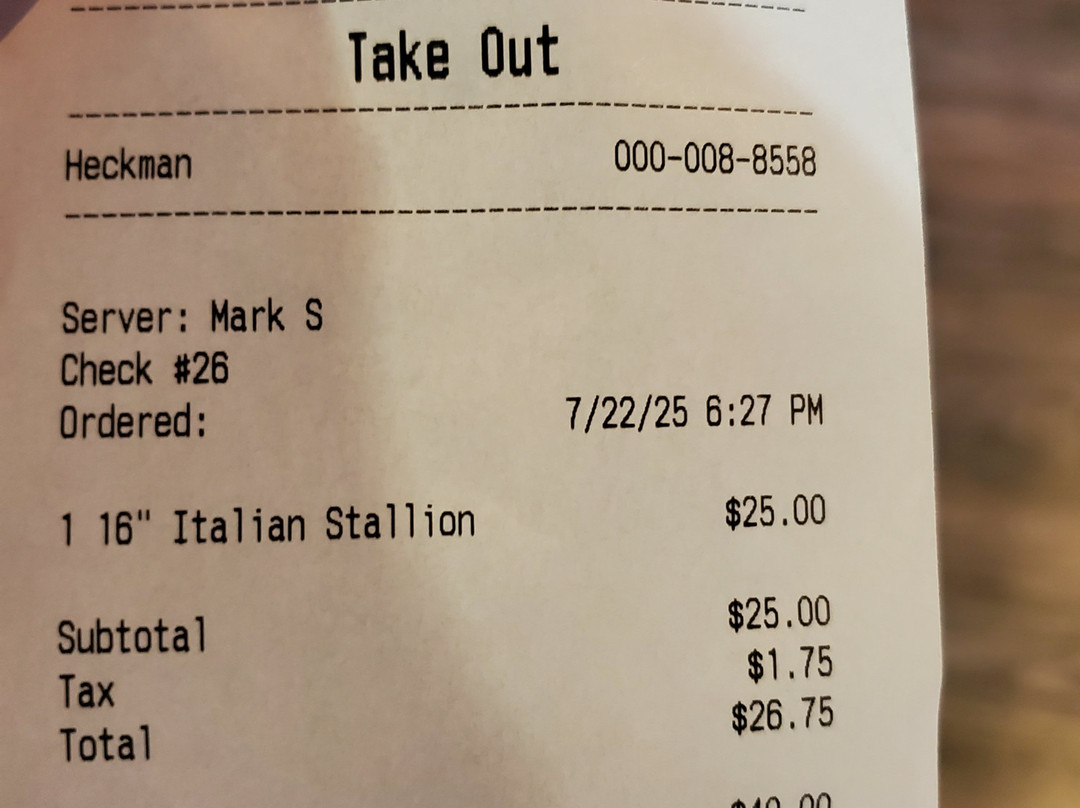 Take Out
Heckman 000-008-8558
Server: Mark S
Check #26
Ordered: 7/22/25 6:27 PM
1 16" Italian Stallion $25.00
Subtotal $25.00
Tax $1.75
Total $26.75